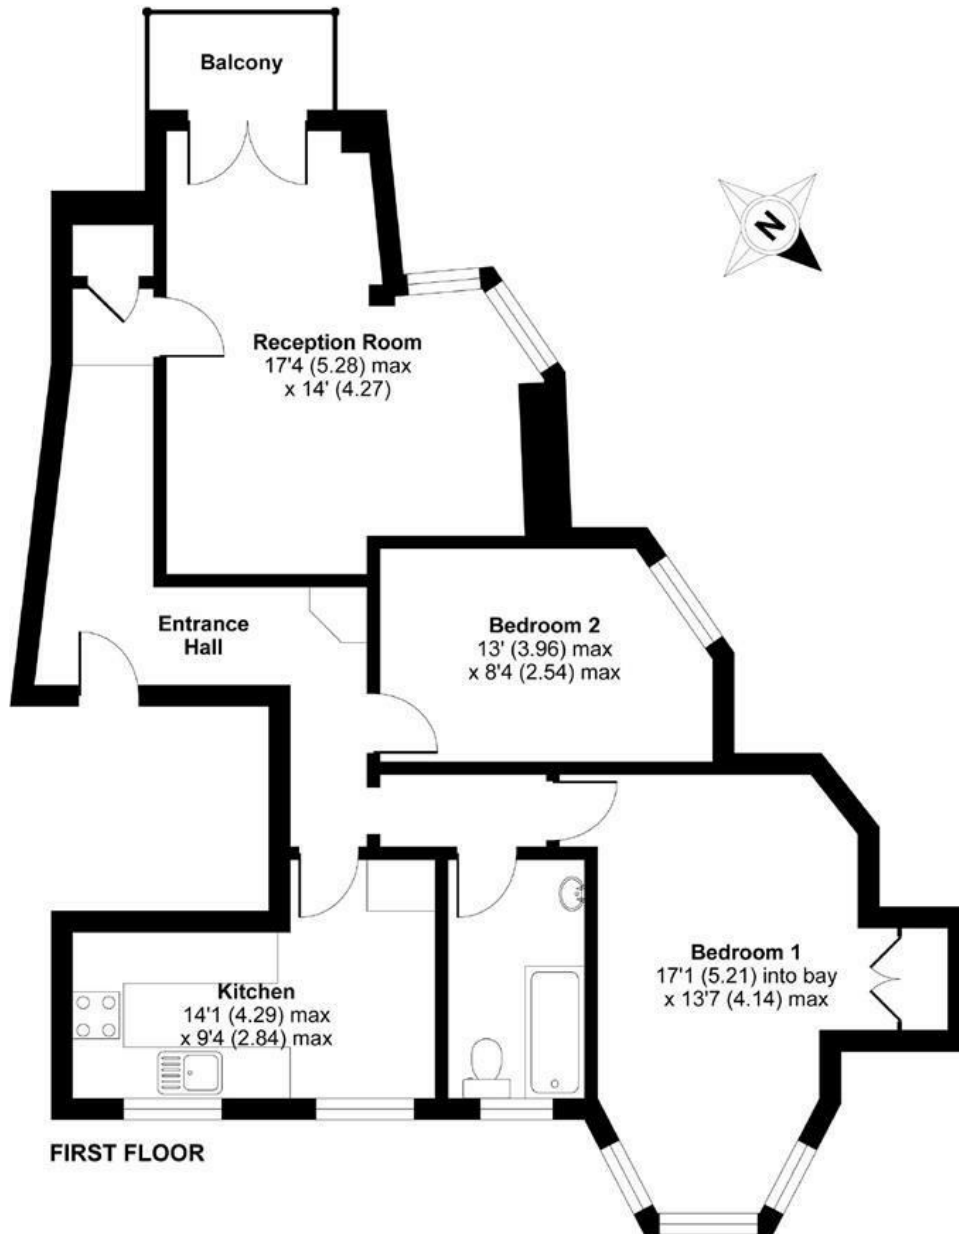 Balcony
N
Reception Room
17'4 (5.28) max
x 14' (4.27)
Entrance
Hall
Bedroom 2
13' (3.96) max
x 8'4 (2.54) max
Bedroom 1
17'1 (5.21) into bay
x 13'7 (4.14) max
Kitchen
14'1 (4.29) max
x 9'4 (2.84) max
FIRST FLOOR